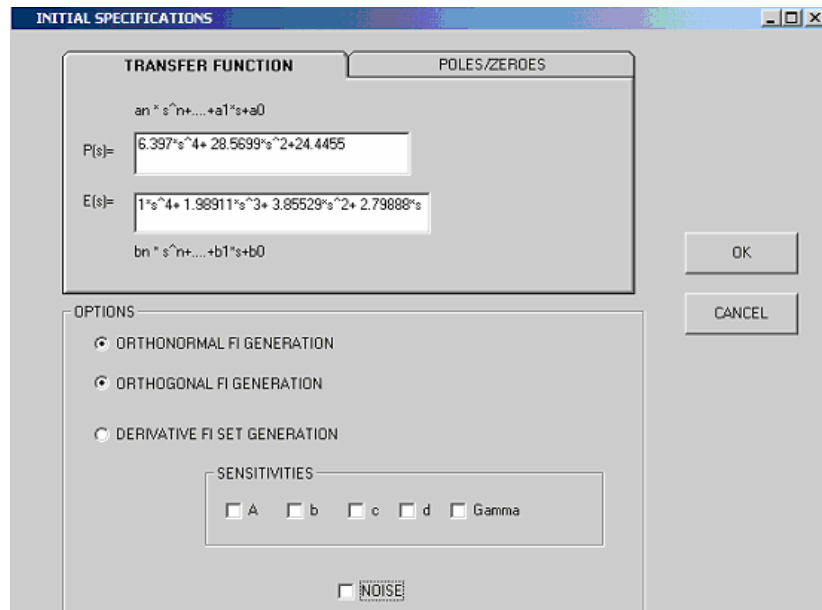 INITIAL SPECIFICATIONS
TRANSFER FUNCTION
POLES/ZEROES
an * s^n+....+a1*s+a0
P(s)=
6.397*s^4+ 28.5699*s^2+24.4455
E(s)=
1*s^4+ 1.98911*s^3+ 3.85529*s^2+ 2.79888*s
bn * s^n+....+b1*s+b0
OK
CANCEL
OPTIONS
ORTHONORMAL FI GENERATION
ORTHOGONAL FI GENERATION
DERIVATIVE FI SET GENERATION
SENSITIVITIES
A b c d Gamma
NOISE